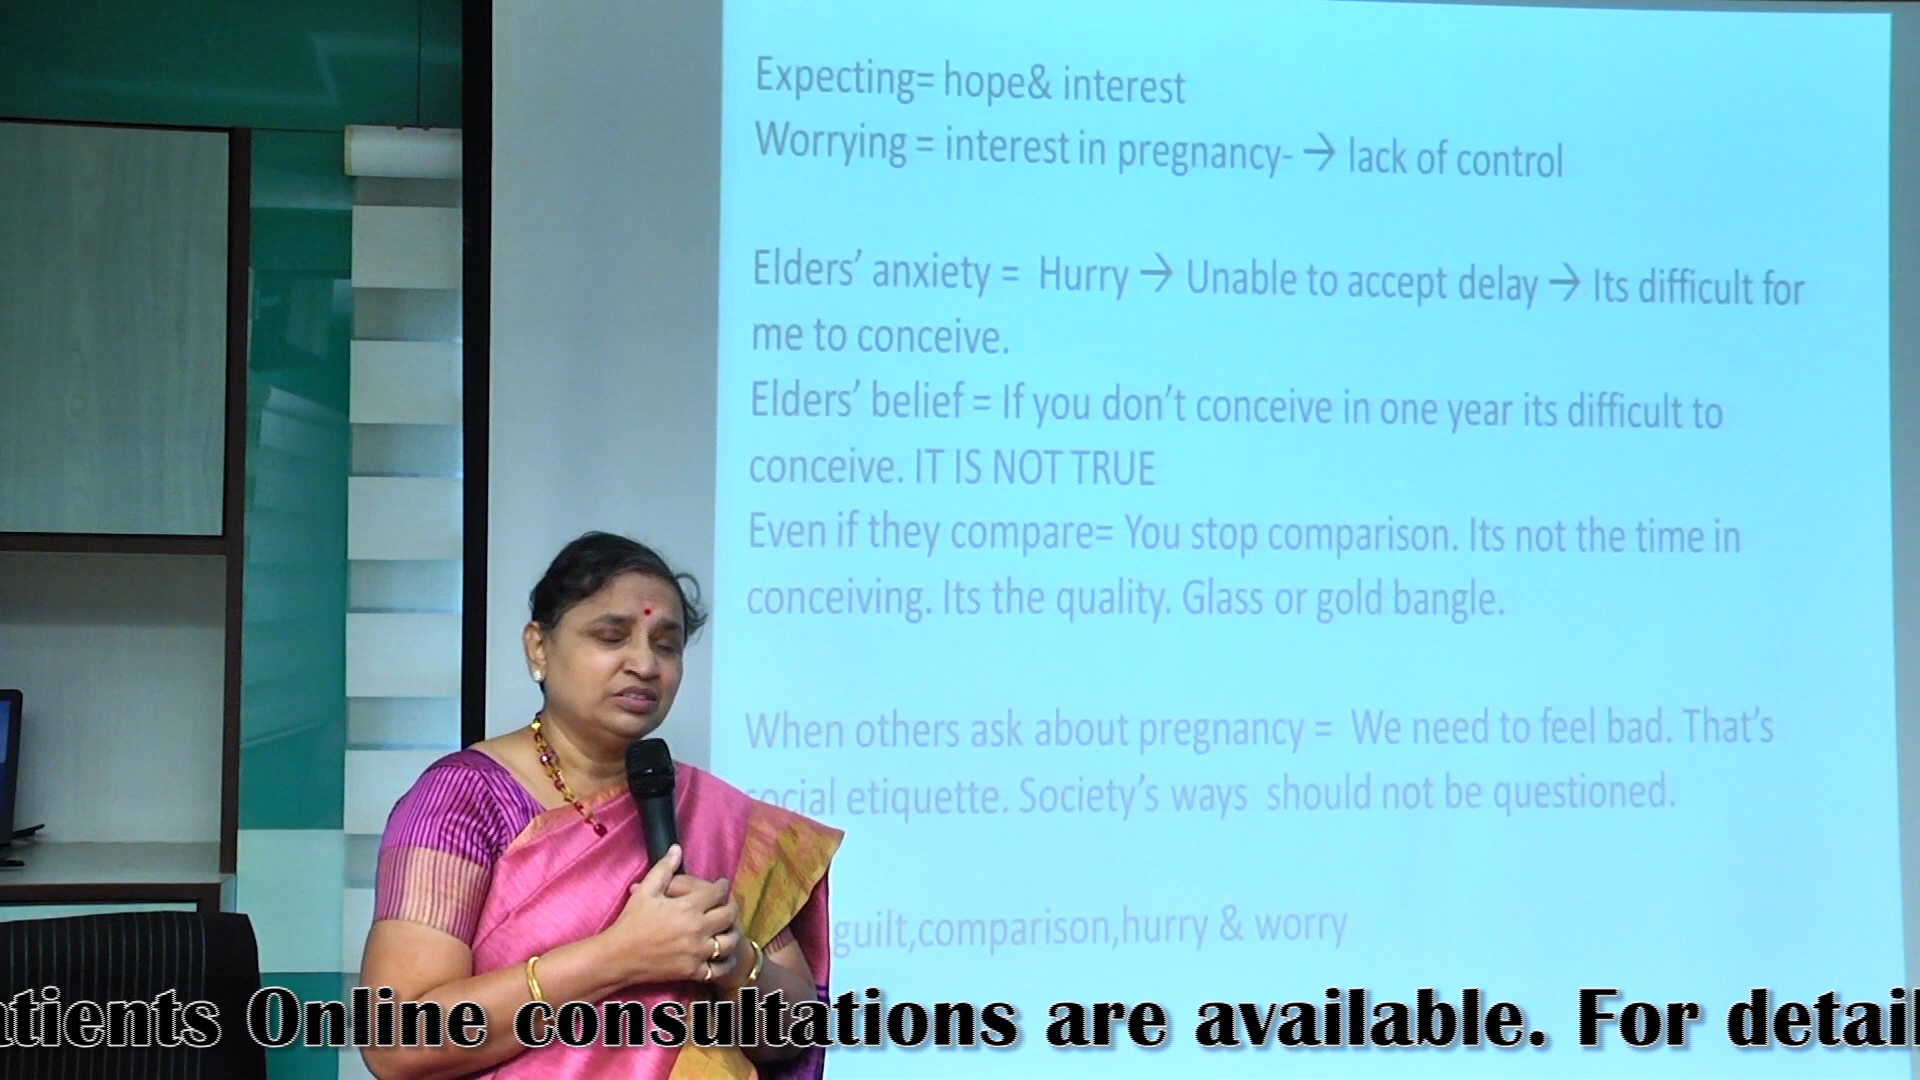 Expecting= hope& interest
Worrying = interest in pregnancy- → lack of control
Elders’ anxiety = Hurry → Unable to accept delay → Its difficult for
me to conceive.
Elders’ belief = If you don’t conceive in one year its difficult to
conceive. IT IS NOT TRUE
Even if they compare= You stop comparison. Its not the time in
conceiving. Its the quality. Glass or gold bangle.
When others ask about pregnancy = We need to feel bad. That’s
social etiquette. Society’s ways should not be questioned.
guilt,comparison,hurry & worry
atients Online consultations are available. For detail